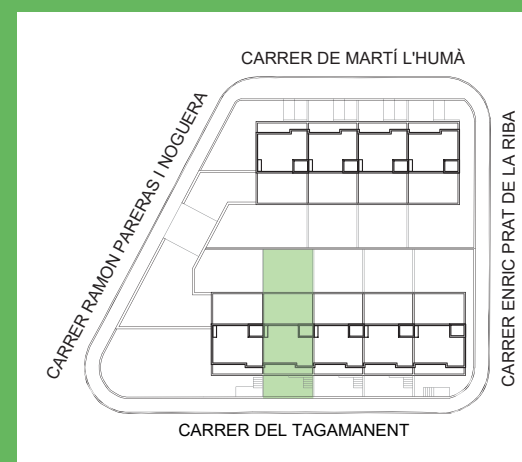 CARRER DE MARTÍ L'HUMÀ
CARRER RAMON PARERAS I NOGUERA
CARRER ENRIC PRAT DE LA RIBA
CARRER DEL TAGAMANENT